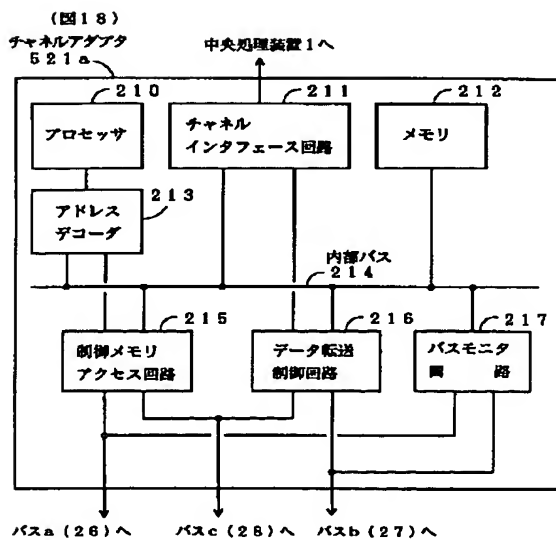 (図18)
チャネルアダプタ
521a
中央処理装置1へ
210
211
212
プロセッサ
チャネル
インタフェース回路
メモリ
213
アドレス
デコーダ
内部バス
214
215
216
217
制御メモリ
アクセス回路
データ転送
制御回路
バスモニタ
回 路
バスa(26)へ
バスc(28)へ
バスb(27)へ